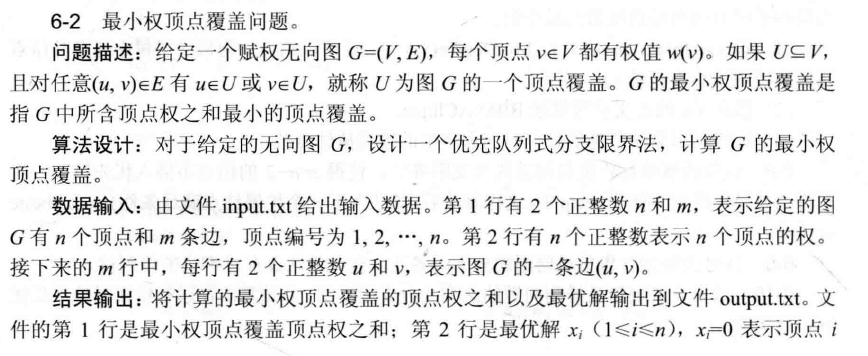 6-2 最小权顶点覆盖问题。
问题描述：给定一个赋权无向图 G=(V, E)，每个顶点 v∈V 都有权值 w(v)。如果 U⊆V，
且对任意(u, v)∈E 有 u∈U 或 v∈U，就称 U 为图 G 的一个顶点覆盖。G 的最小权顶点覆盖是
指 G 中所含顶点权之和最小的顶点覆盖。
算法设计：对于给定的无向图 G，设计一个优先队列式分支限界法，计算 G 的最小权
顶点覆盖。
数据输入：由文件 input.txt 给出输入数据。第 1 行有 2 个正整数 n 和 m，表示给定的图
G 有 n 个顶点和 m 条边，顶点编号为 1, 2, …, n。第 2 行有 n 个正整数表示 n 个顶点的权。
接下来的 m 行中，每行有 2 个正整数 u 和 v，表示图 G 的一条边(u, v)。
结果输出：将计算的最小权顶点覆盖的顶点权之和以及最优解输出到文件 output.txt。文
件的第 1 行是最小权顶点覆盖顶点权之和；第 2 行是最优解 xᵢ（1≤i≤n），xᵢ=0 表示顶点 i